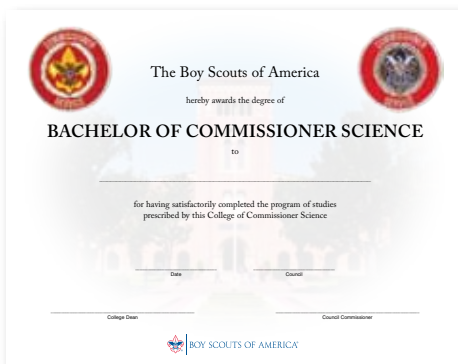 The Boy Scouts of America
hereby awards the degree of
BACHELOR OF COMMISSIONER SCIENCE
to
for having satisfactorily completed the program of studies
prescribed by this College of Commissioner Science
Date Council
College Dean Council Commissioner
BOY SCOUTS OF AMERICA®